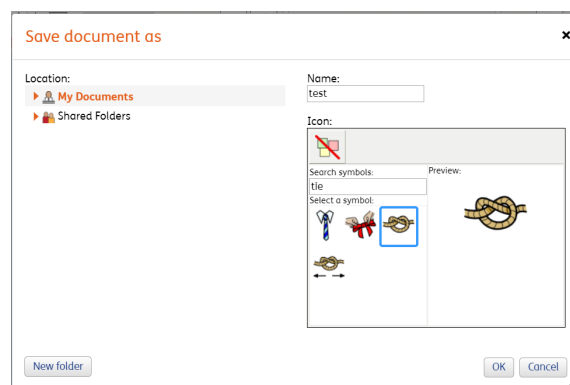 Save document as
Location:
My Documents
Shared Folders
Name:
test
Icon:
Search symbols:
tie
Select a symbol:
Preview:
New folder
OK
Cancel